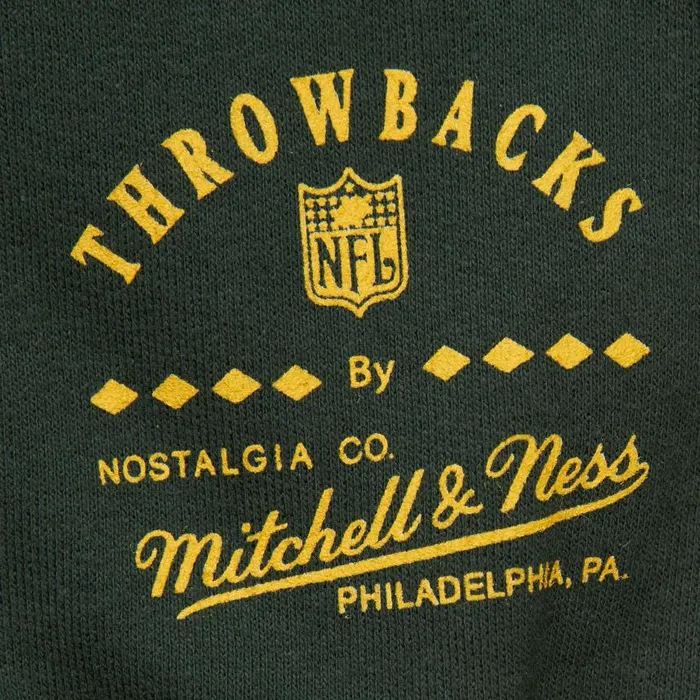 THROWBACKS
NFL
By
NOSTALGIA CO.
Mitchell & Ness
PHILADELPHIA, PA.